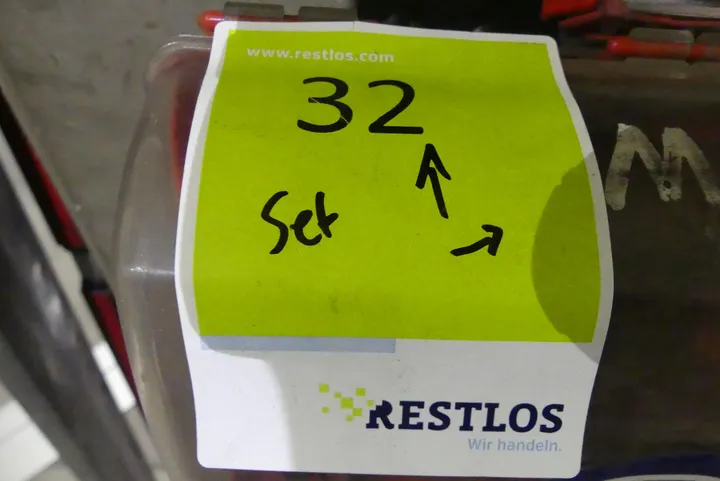 www.restlos.com
32
Set
RESTLOS
Wir handeln.
M